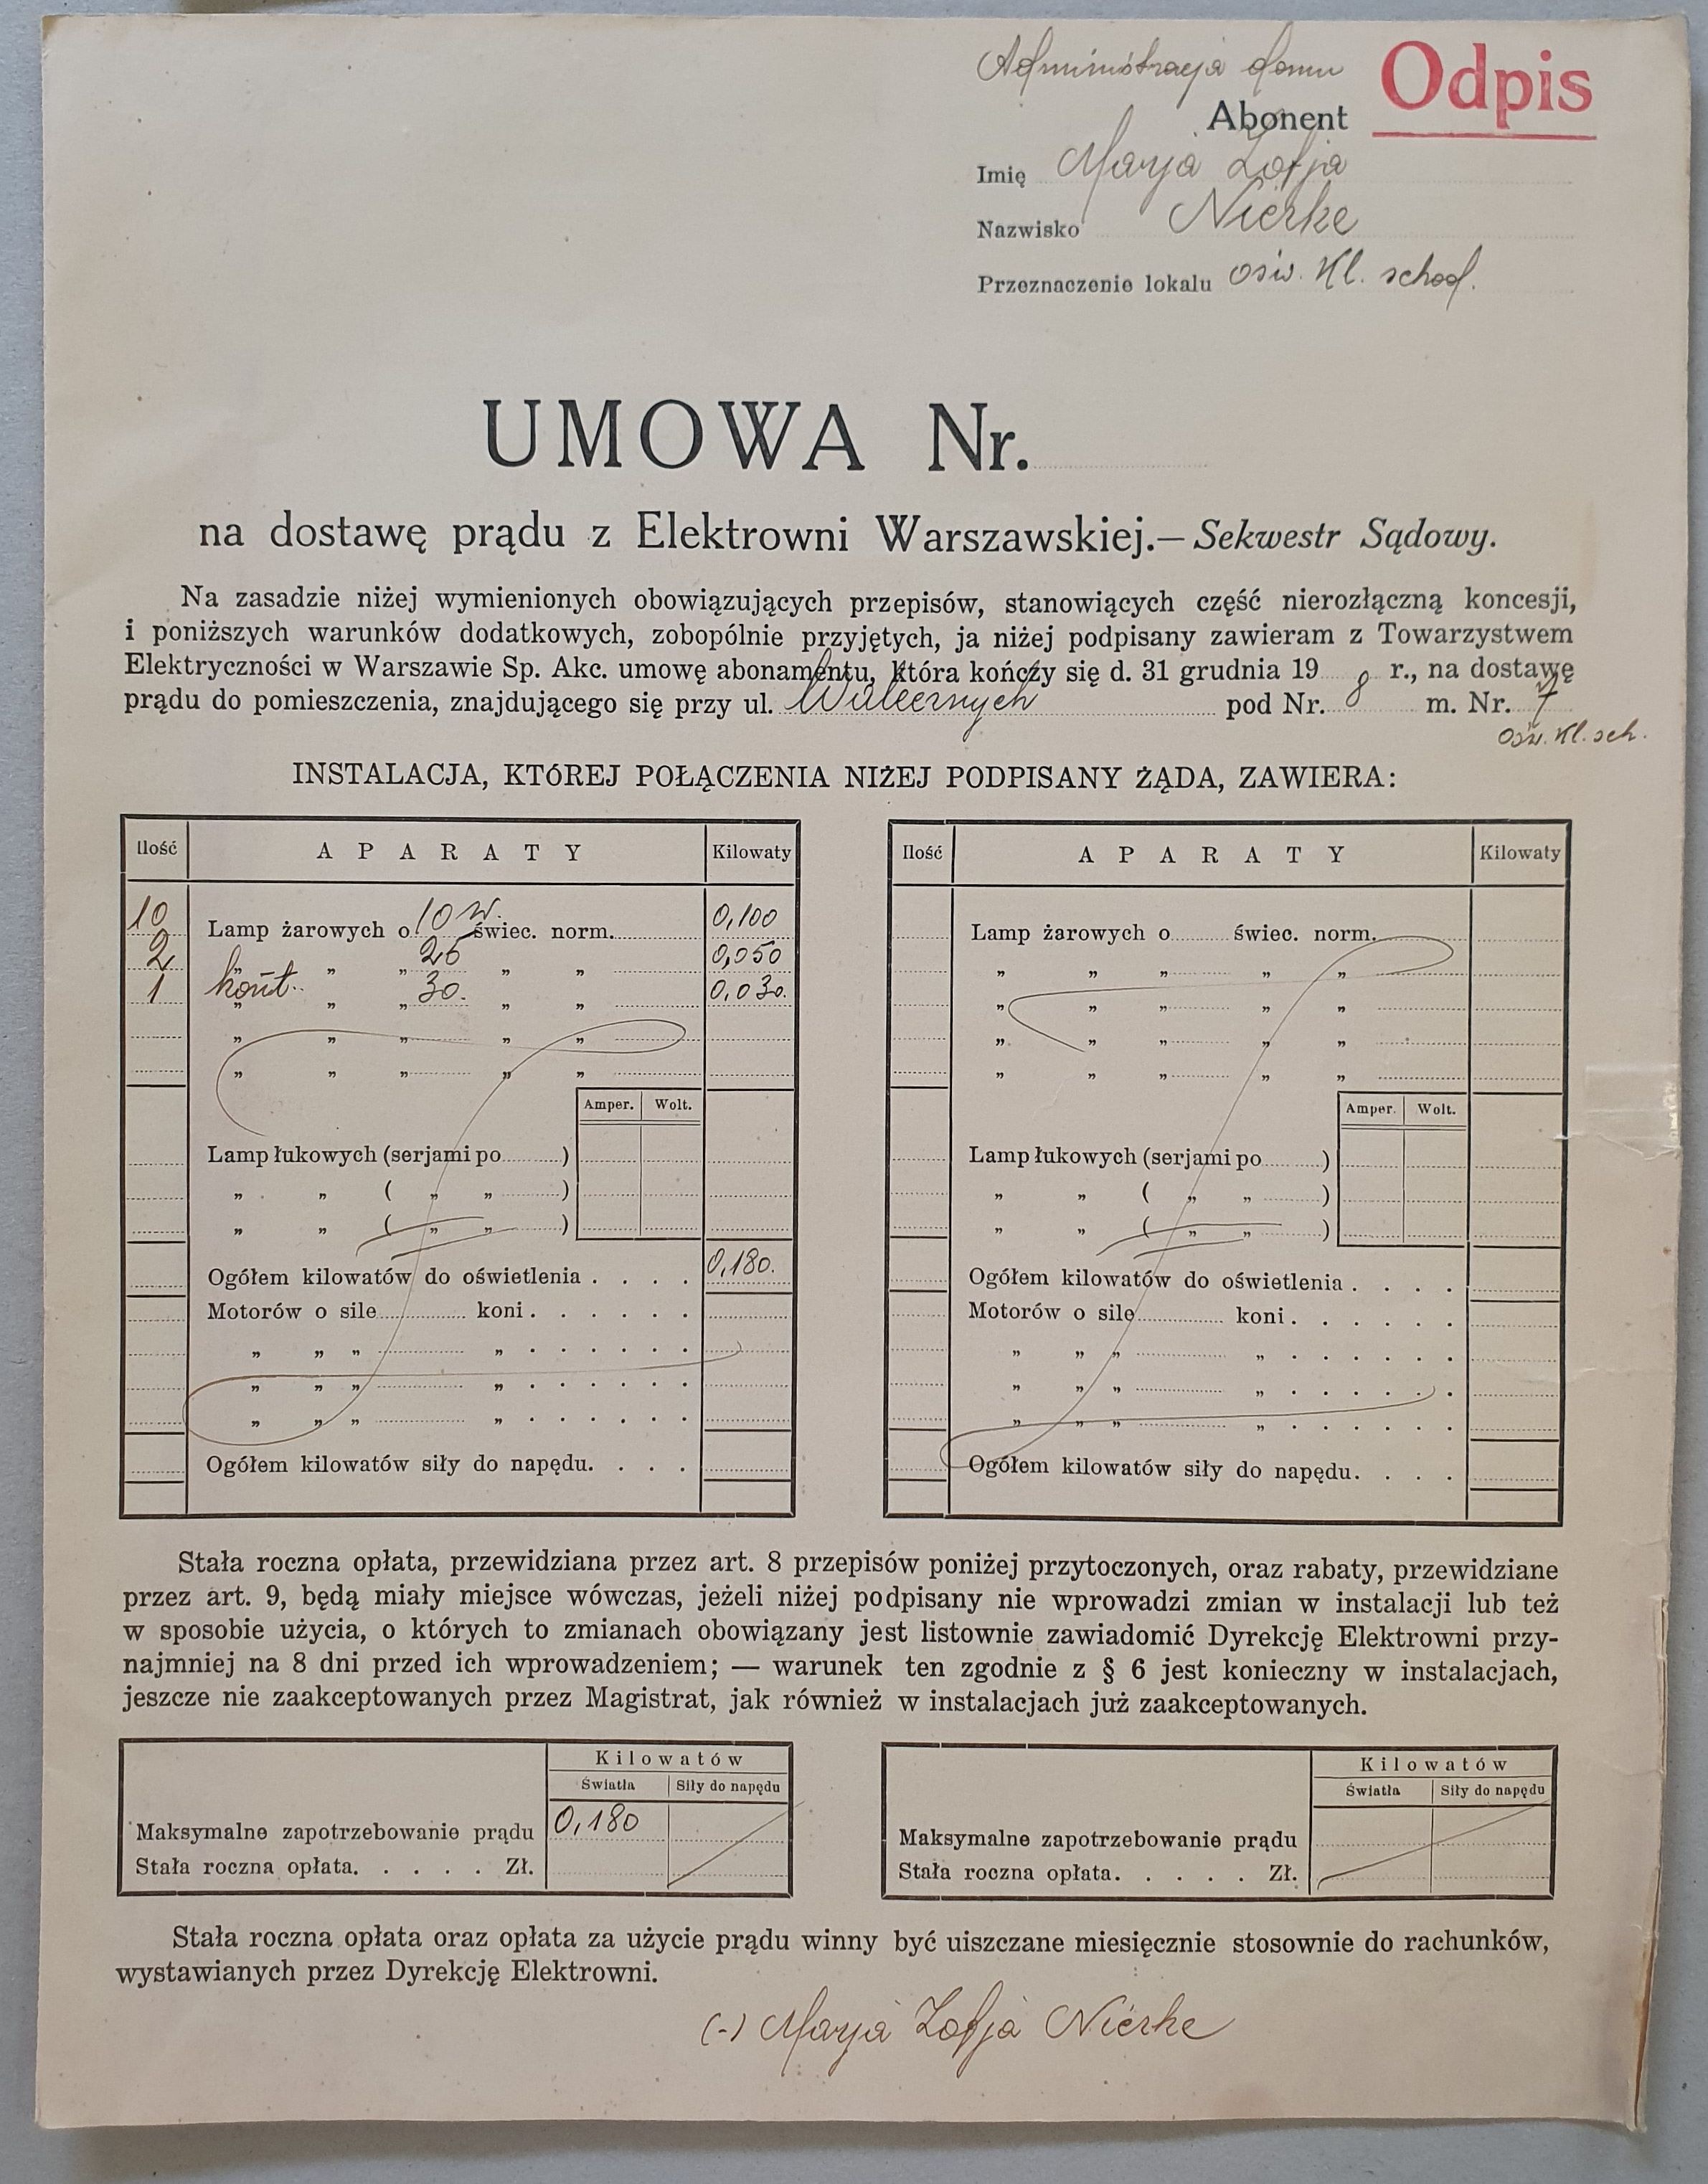 Administracja domu
Odpis
Abonent
Imię Marja Zofja
Nazwisko Nierke
Przeznaczenie lokalu ośw. kl. schod.
UMOWA Nr.
na dostawę prądu z Elektrowni Warszawskiej.— Sekwestr Sądowy.
Na zasadzie niżej wymienionych obowiązujących przepisów, stanowiących część nierozłączną koncesji,
i poniższych warunków dodatkowych, zobopólnie przyjętych, ja niżej podpisany zawieram z Towarzystwem
Elektryczności w Warszawie Sp. Akc. umowę abonamentu, która kończy się d. 31 grudnia 19 r., na dostawę
prądu do pomieszczenia, znajdującego się przy ul. Walecznych pod Nr. 8 m. Nr. 7
ośw. kl. sch.
INSTALACJA, KTÓREJ POŁĄCZENIA NIŻEJ PODPISANY ŻĄDA, ZAWIERA:
Ilość APARATY Kilowaty
10 Lamp żarowych o 10 w. świec. norm. 0,100
2 „ „ „ 25 „ „ 0,050
1 kont. „ „ 30. „ „ 0,030.
„ „ „ „ „
„ „ „ „ „
Amper. Wolt.
Lamp łukowych (serjami po )
„ „ ( „ „ )
„ „ ( „ „ )
Ogółem kilowatów do oświetlenia . . . . 0,180.
Motorów o sile koni . . . . . .
„ „ „ „ . . . . . .
„ „ „ „ . . . . . .
„ „ „ „ . . . . . .
Ogółem kilowatów siły do napędu. . . .
Ilość APARATY Kilowaty
Lamp żarowych o świec. norm.
„ „ „ „ „
„ „ „ „ „
„ „ „ „ „
„ „ „ „ „
Amper. Wolt.
Lamp łukowych (serjami po )
„ „ ( „ „ )
„ „ ( „ „ )
Ogółem kilowatów do oświetlenia . . . .
Motorów o sile koni . . . . . .
„ „ „ „ . . . . . .
„ „ „ „ . . . . . .
„ „ „ „ . . . . . .
Ogółem kilowatów siły do napędu. . . .
Stała roczna opłata, przewidziana przez art. 8 przepisów poniżej przytoczonych, oraz rabaty, przewidziane
przez art. 9, będą miały miejsce wówczas, jeżeli niżej podpisany nie wprowadzi zmian w instalacji lub też
w sposobie użycia, o których to zmianach obowiązany jest listownie zawiadomić Dyrekcję Elektrowni przy-
najmniej na 8 dni przed ich wprowadzeniem; — warunek ten zgodnie z § 6 jest konieczny w instalacjach,
jeszcze nie zaakceptowanych przez Magistrat, jak również w instalacjach już zaakceptowanych.
Kilowatów
Światła Siły do napędu
Maksymalne zapotrzebowanie prądu 0,180
Stała roczna opłata. . . . . Zł.
Kilowatów
Światła Siły do napędu
Maksymalne zapotrzebowanie prądu
Stała roczna opłata. . . . . Zł.
Stała roczna opłata oraz opłata za użycie prądu winny być uiszczane miesięcznie stosownie do rachunków,
wystawianych przez Dyrekcję Elektrowni.
(-) Marja Zofja Nierke